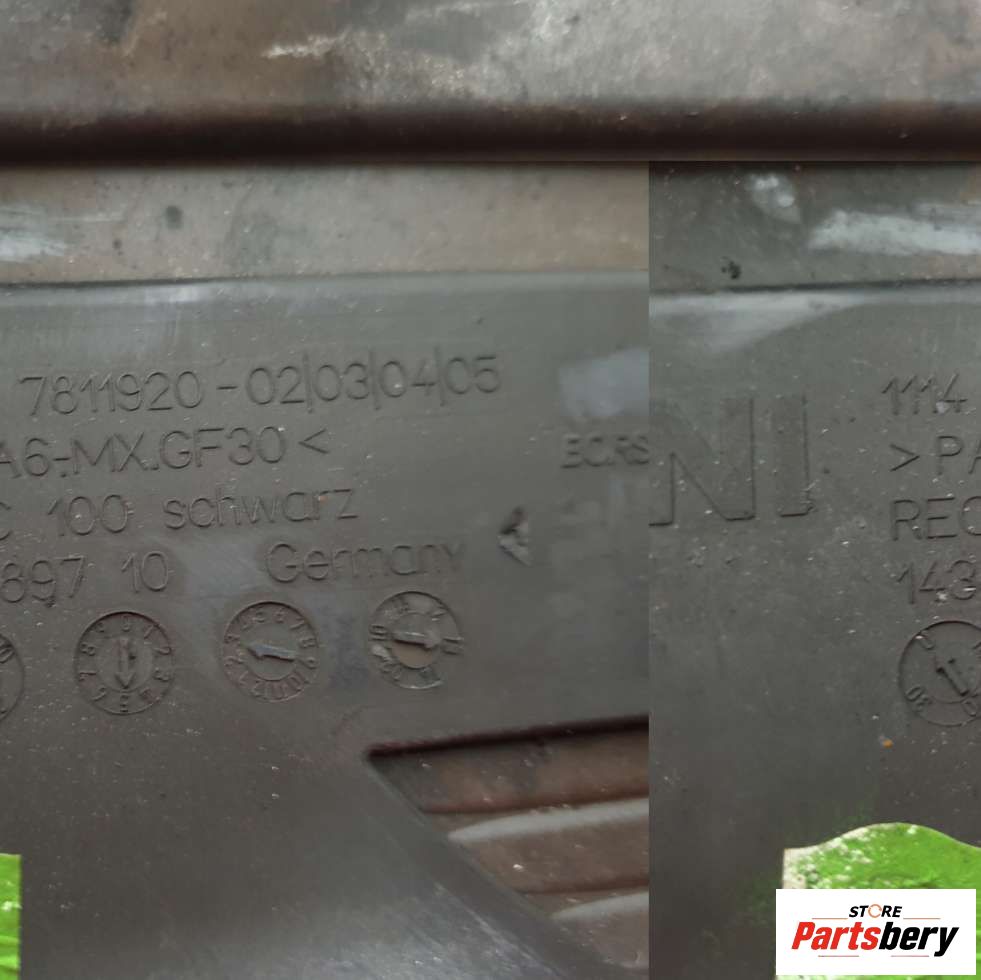 7811920-02|03|04|05
A6-MX.GF30<
C 100 schwarz
897 10 Germany
NI
1114
>PA
REC
143
STORE
Partsbery